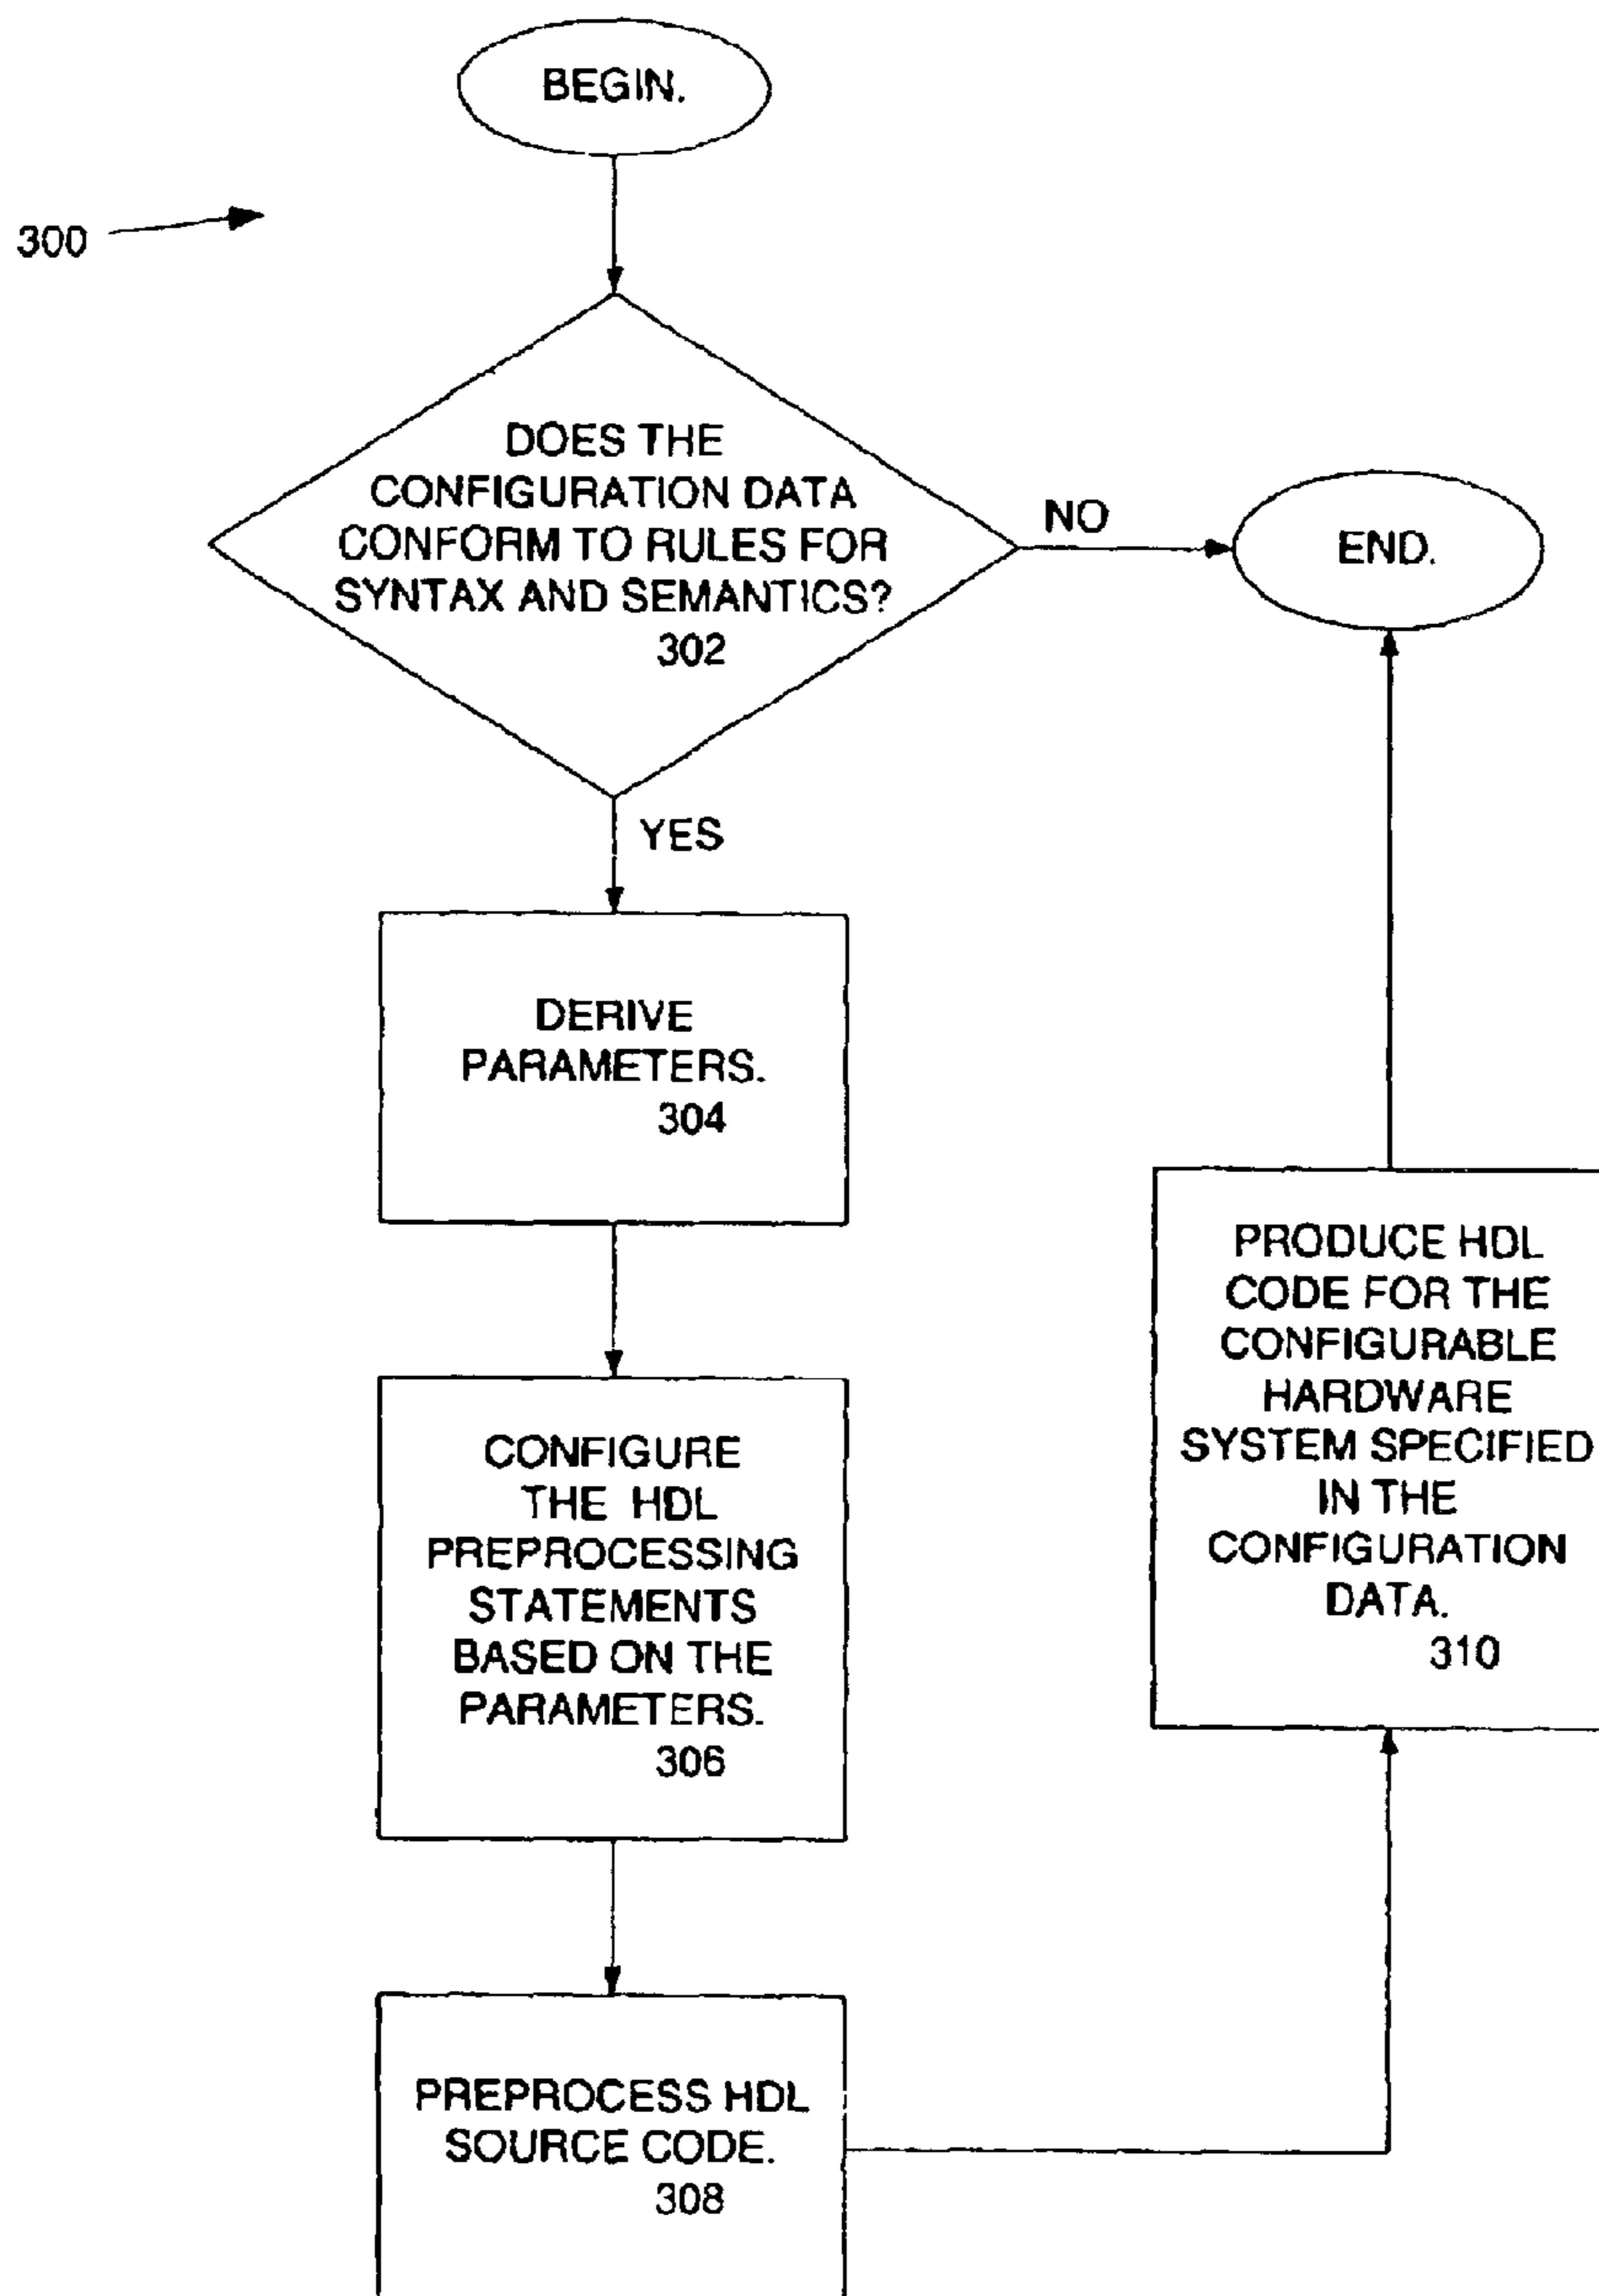 BEGIN.
300
DOES THE
CONFIGURATION DATA
CONFORM TO RULES FOR
SYNTAX AND SEMANTICS?
302
NO
END.
YES
DERIVE
PARAMETERS.
304
CONFIGURE
THE HDL
PREPROCESSING
STATEMENTS
BASED ON THE
PARAMETERS.
306
PREPROCESS HDL
SOURCE CODE.
308
PRODUCE HDL
CODE FOR THE
CONFIGURABLE
HARDWARE
SYSTEM SPECIFIED
IN THE
CONFIGURATION
DATA.
310